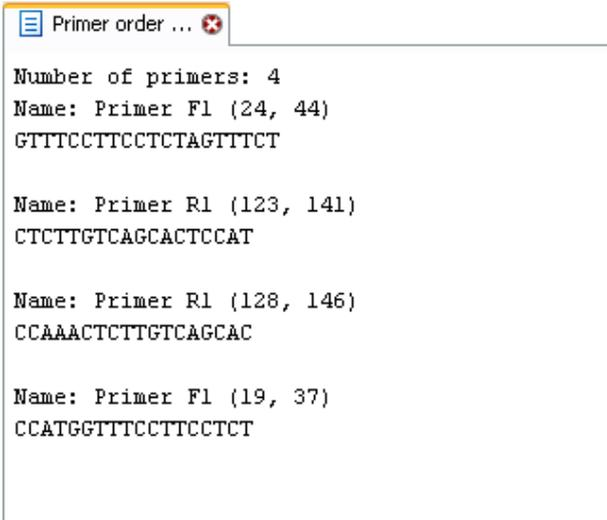 Primer order ...
Number of primers: 4
Name: Primer F1 (24, 44)
GTTTCCTTCCTCTAGTTTCT
Name: Primer R1 (123, 141)
CTCTTGTCAGCACTCCAT
Name: Primer R1 (128, 146)
CCAAACTCTTGTCAGCAC
Name: Primer F1 (19, 37)
CCATGGTTTCCTTCCTCT